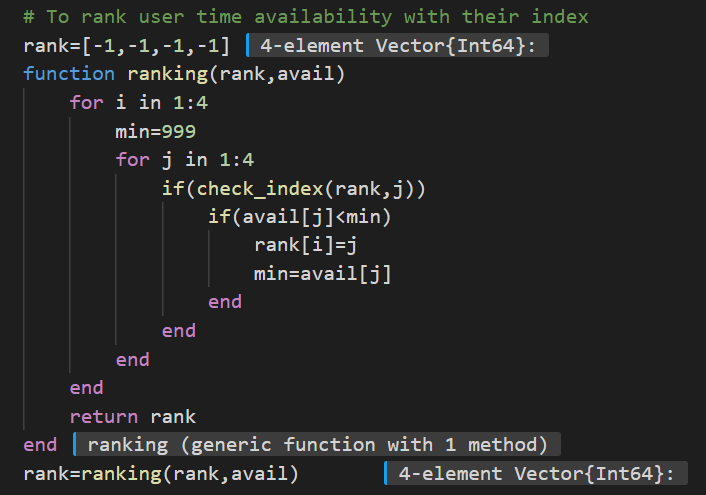 # To rank user time availability with their index
rank=[-1,-1,-1,-1] 4-element Vector{Int64}:
function ranking(rank,avail)
    for i in 1:4
        min=999
        for j in 1:4
            if(check_index(rank,j))
                if(avail[j]<min)
                    rank[i]=j
                    min=avail[j]
                end
            end
        end
    end
    return rank
end ranking (generic function with 1 method)
rank=ranking(rank,avail) 4-element Vector{Int64}: